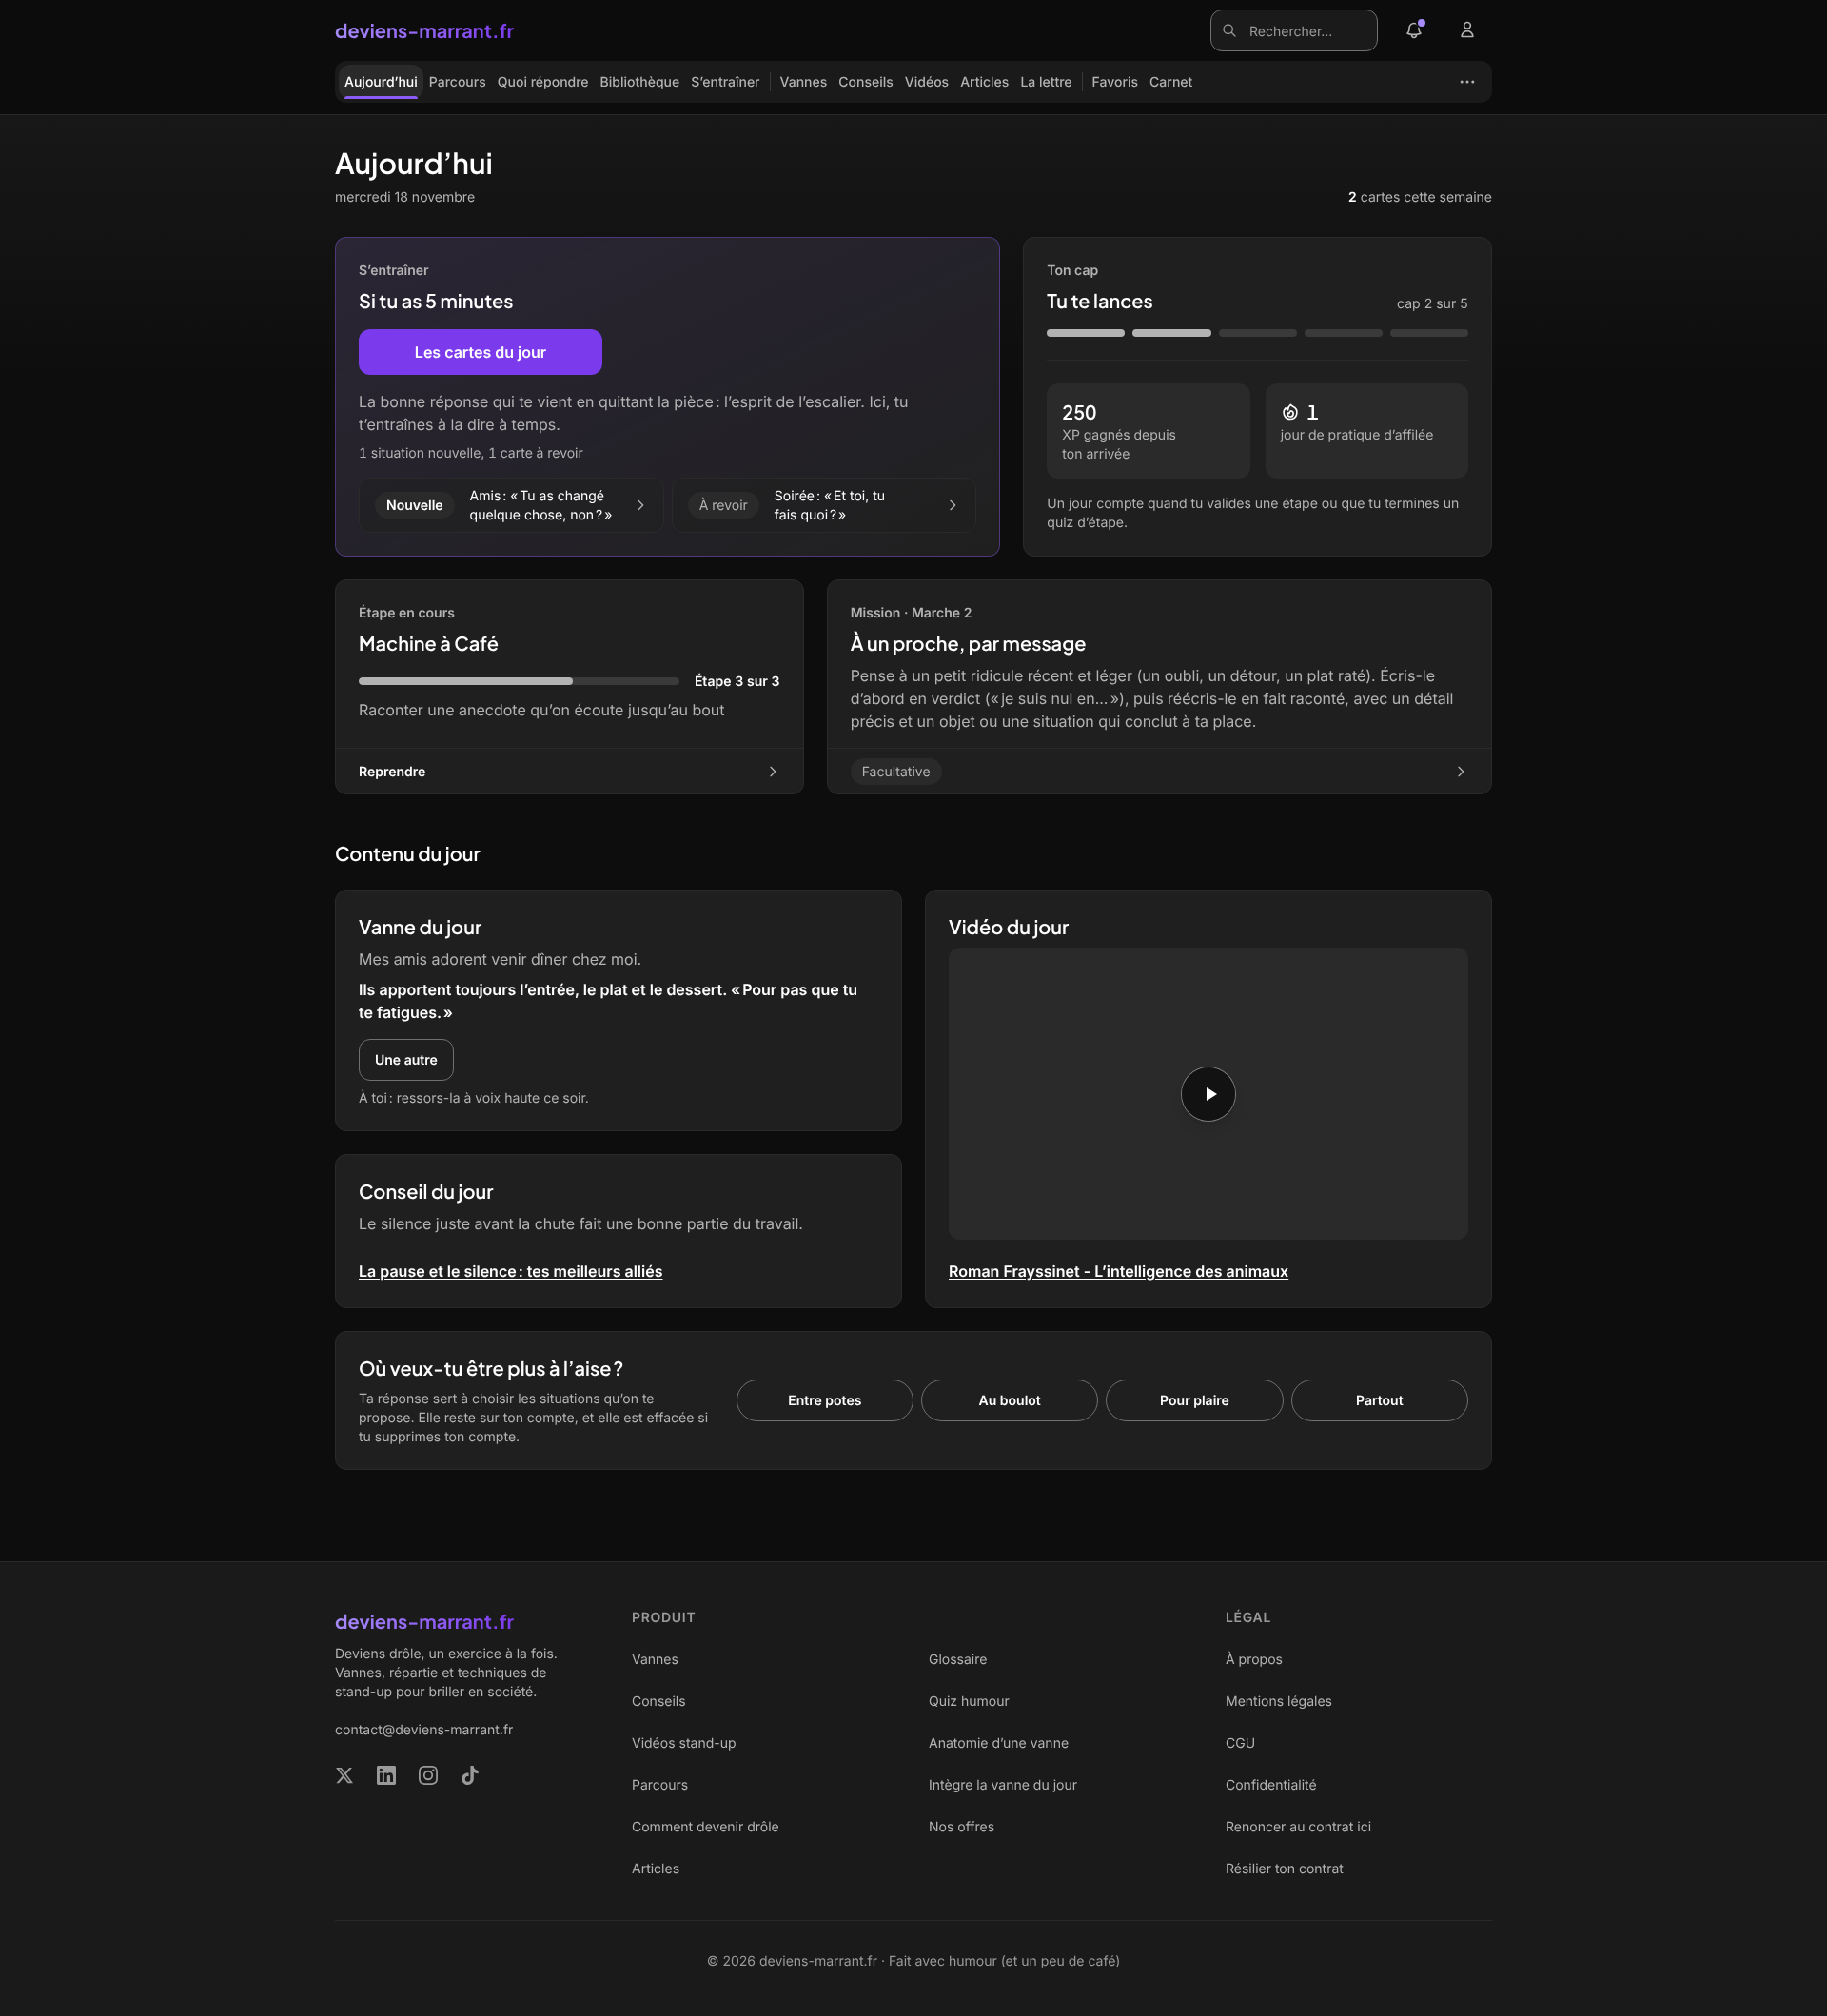 deviens-marrant.fr
Rechercher...
Aujourd’hui Parcours Quoi répondre Bibliothèque S’entraîner Vannes Conseils Vidéos Articles La lettre Favoris Carnet
Aujourd’hui
mercredi 18 novembre
2 cartes cette semaine
S’entraîner
Si tu as 5 minutes
Les cartes du jour
La bonne réponse qui te vient en quittant la pièce : l’esprit de l’escalier. Ici, tu
t’entraînes à la dire à temps.
1 situation nouvelle, 1 carte à revoir
Nouvelle
Amis : « Tu as changé
quelque chose, non ? »
À revoir
Soirée : « Et toi, tu
fais quoi ? »
Ton cap
Tu te lances
cap 2 sur 5
250
XP gagnés depuis
ton arrivée
1
jour de pratique d’affilée
Un jour compte quand tu valides une étape ou que tu termines un
quiz d’étape.
Étape en cours
Machine à Café
Étape 3 sur 3
Raconter une anecdote qu’on écoute jusqu’au bout
Reprendre
Mission · Marche 2
À un proche, par message
Pense à un petit ridicule récent et léger (un oubli, un détour, un plat raté). Écris-le
d’abord en verdict (« je suis nul en… »), puis réécris-le en fait raconté, avec un détail
précis et un objet ou une situation qui conclut à ta place.
Facultative
Contenu du jour
Vanne du jour
Mes amis adorent venir dîner chez moi.
Ils apportent toujours l’entrée, le plat et le dessert. « Pour pas que tu
te fatigues. »
Une autre
À toi : ressors-la à voix haute ce soir.
Conseil du jour
Le silence juste avant la chute fait une bonne partie du travail.
La pause et le silence : tes meilleurs alliés
Vidéo du jour
Roman Frayssinet - L’intelligence des animaux
Où veux-tu être plus à l’aise ?
Ta réponse sert à choisir les situations qu’on te
propose. Elle reste sur ton compte, et elle est effacée si
tu supprimes ton compte.
Entre potes
Au boulot
Pour plaire
Partout
deviens-marrant.fr
Deviens drôle, un exercice à la fois.
Vannes, répartie et techniques de
stand-up pour briller en société.
contact@deviens-marrant.fr
PRODUIT
Vannes
Conseils
Vidéos stand-up
Parcours
Comment devenir drôle
Articles
Glossaire
Quiz humour
Anatomie d’une vanne
Intègre la vanne du jour
Nos offres
LÉGAL
À propos
Mentions légales
CGU
Confidentialité
Renoncer au contrat ici
Résilier ton contrat
© 2026 deviens-marrant.fr · Fait avec humour (et un peu de café)